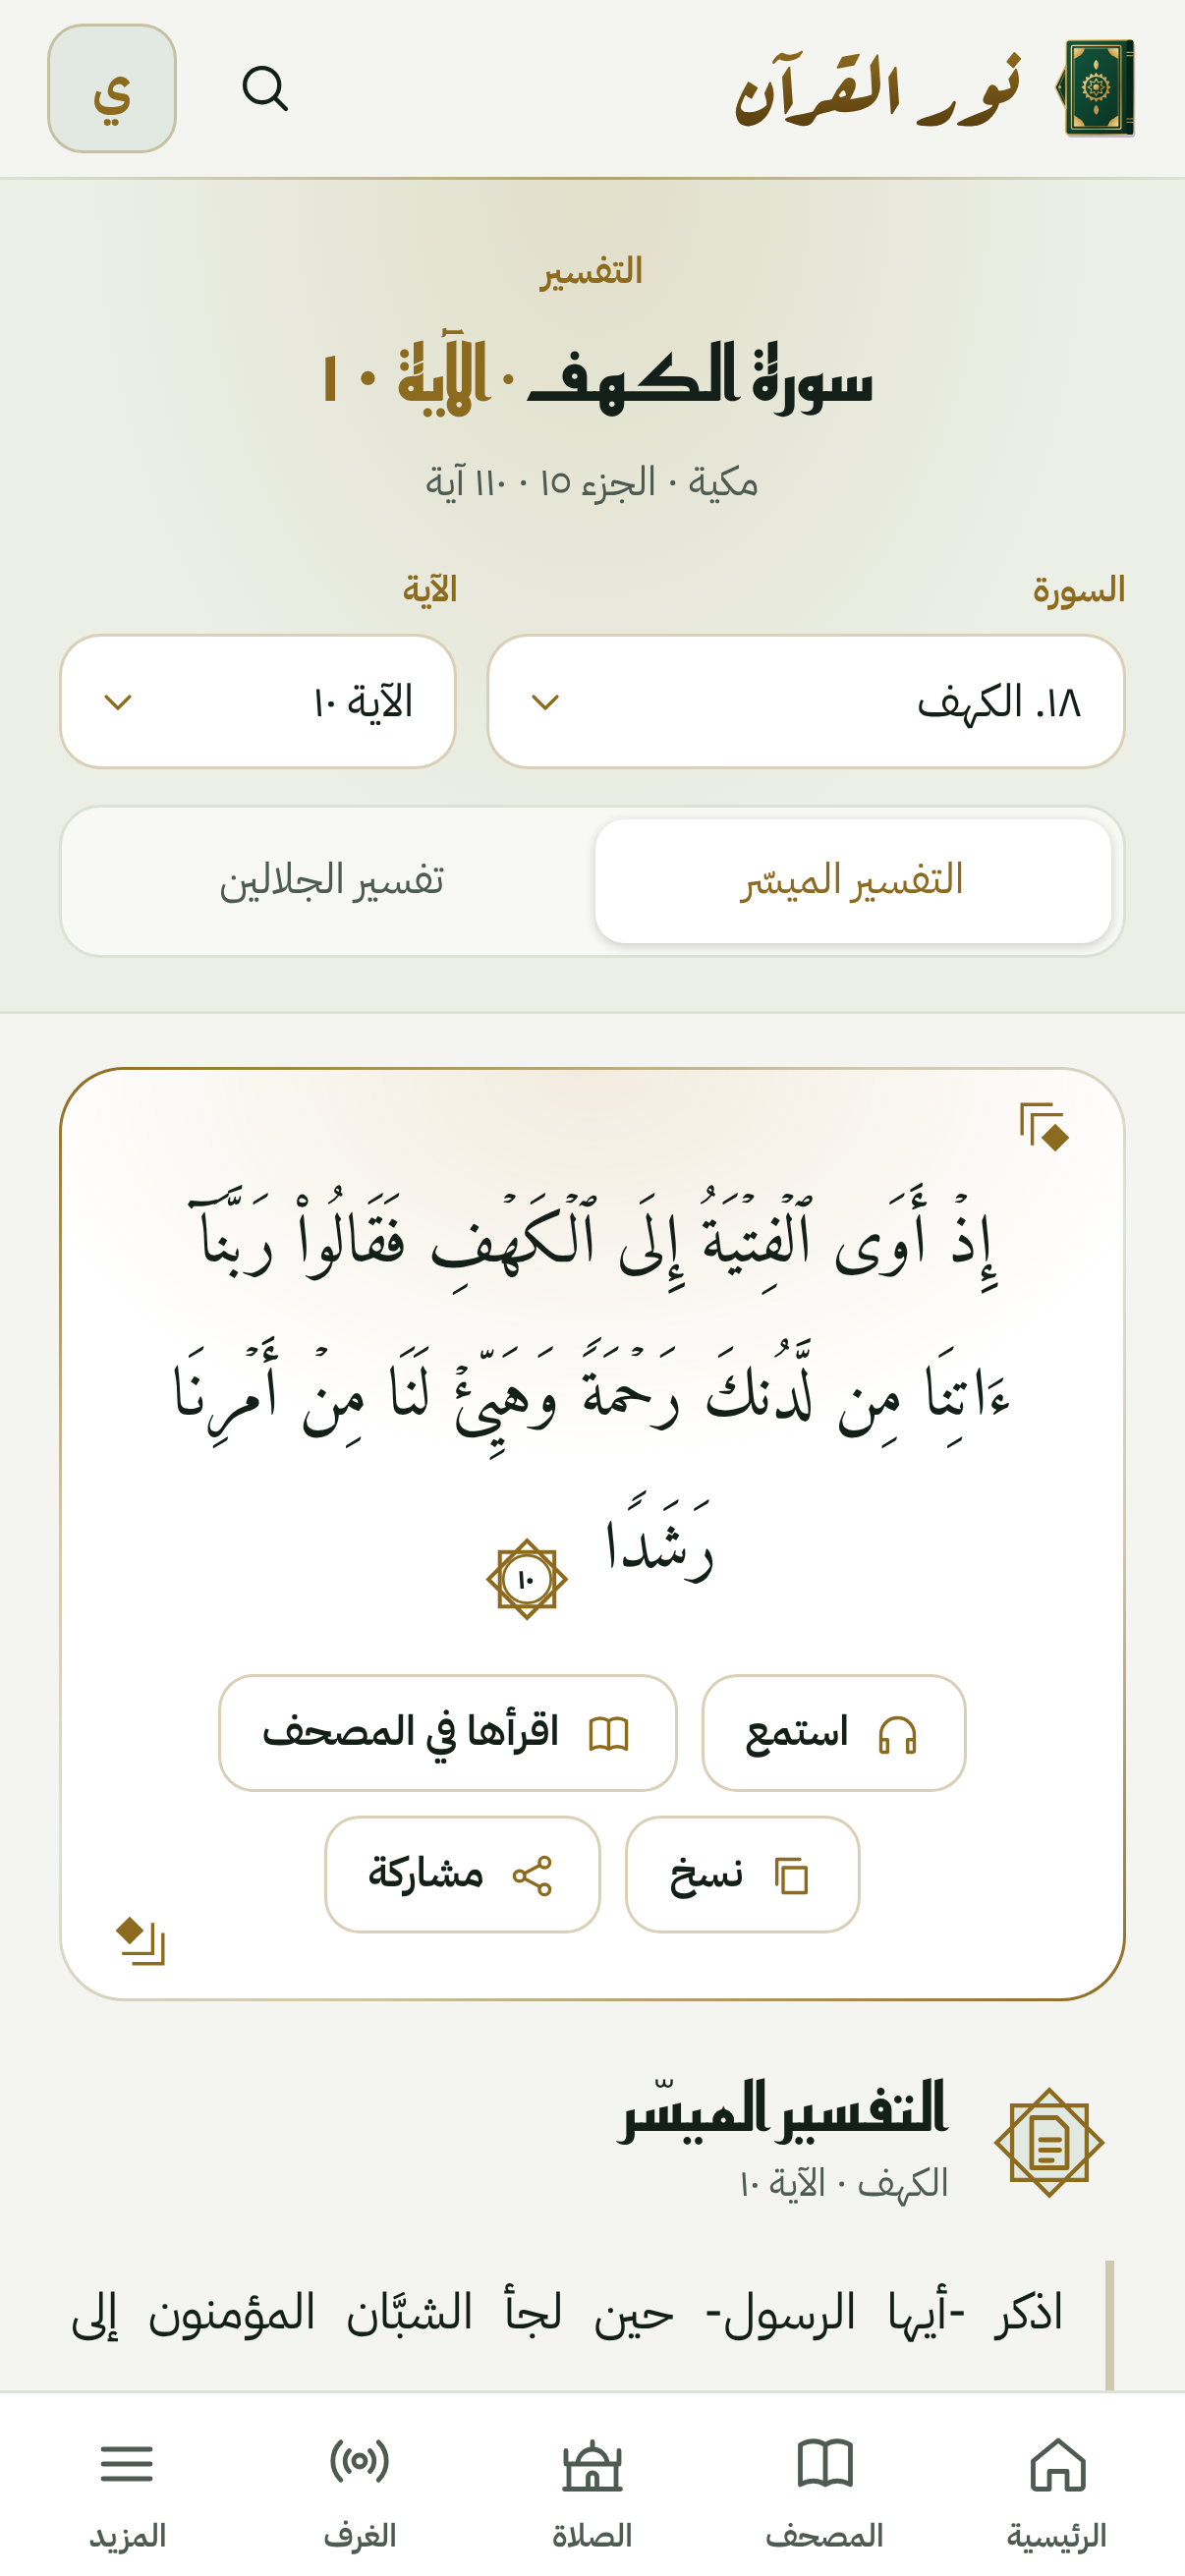 نور القرآن
ي
التفسير
سورة الكهف · الآية ١٠
مكية · الجزء ١٥ · ١١٠ آية
السورة
الآية
١٨. الكهف
الآية ١٠
التفسير الميسّر
تفسير الجلالين
إِذۡ أَوَى ٱلۡفِتۡيَةُ إِلَى ٱلۡكَهۡفِ فَقَالُواْ رَبَّنَآ
ءَاتِنَا مِن لَّدُنكَ رَحۡمَةٗ وَهَيِّئۡ لَنَا مِنۡ أَمۡرِنَا
رَشَدٗا ١٠
استمع
اقرأها في المصحف
نسخ
مشاركة
التفسير الميسّر
الكهف · الآية ١٠
اذكر -أيها الرسول- حين لجأ الشبَّان المؤمنون إلى
الرئيسية
المصحف
الصلاة
الغرف
المزيد